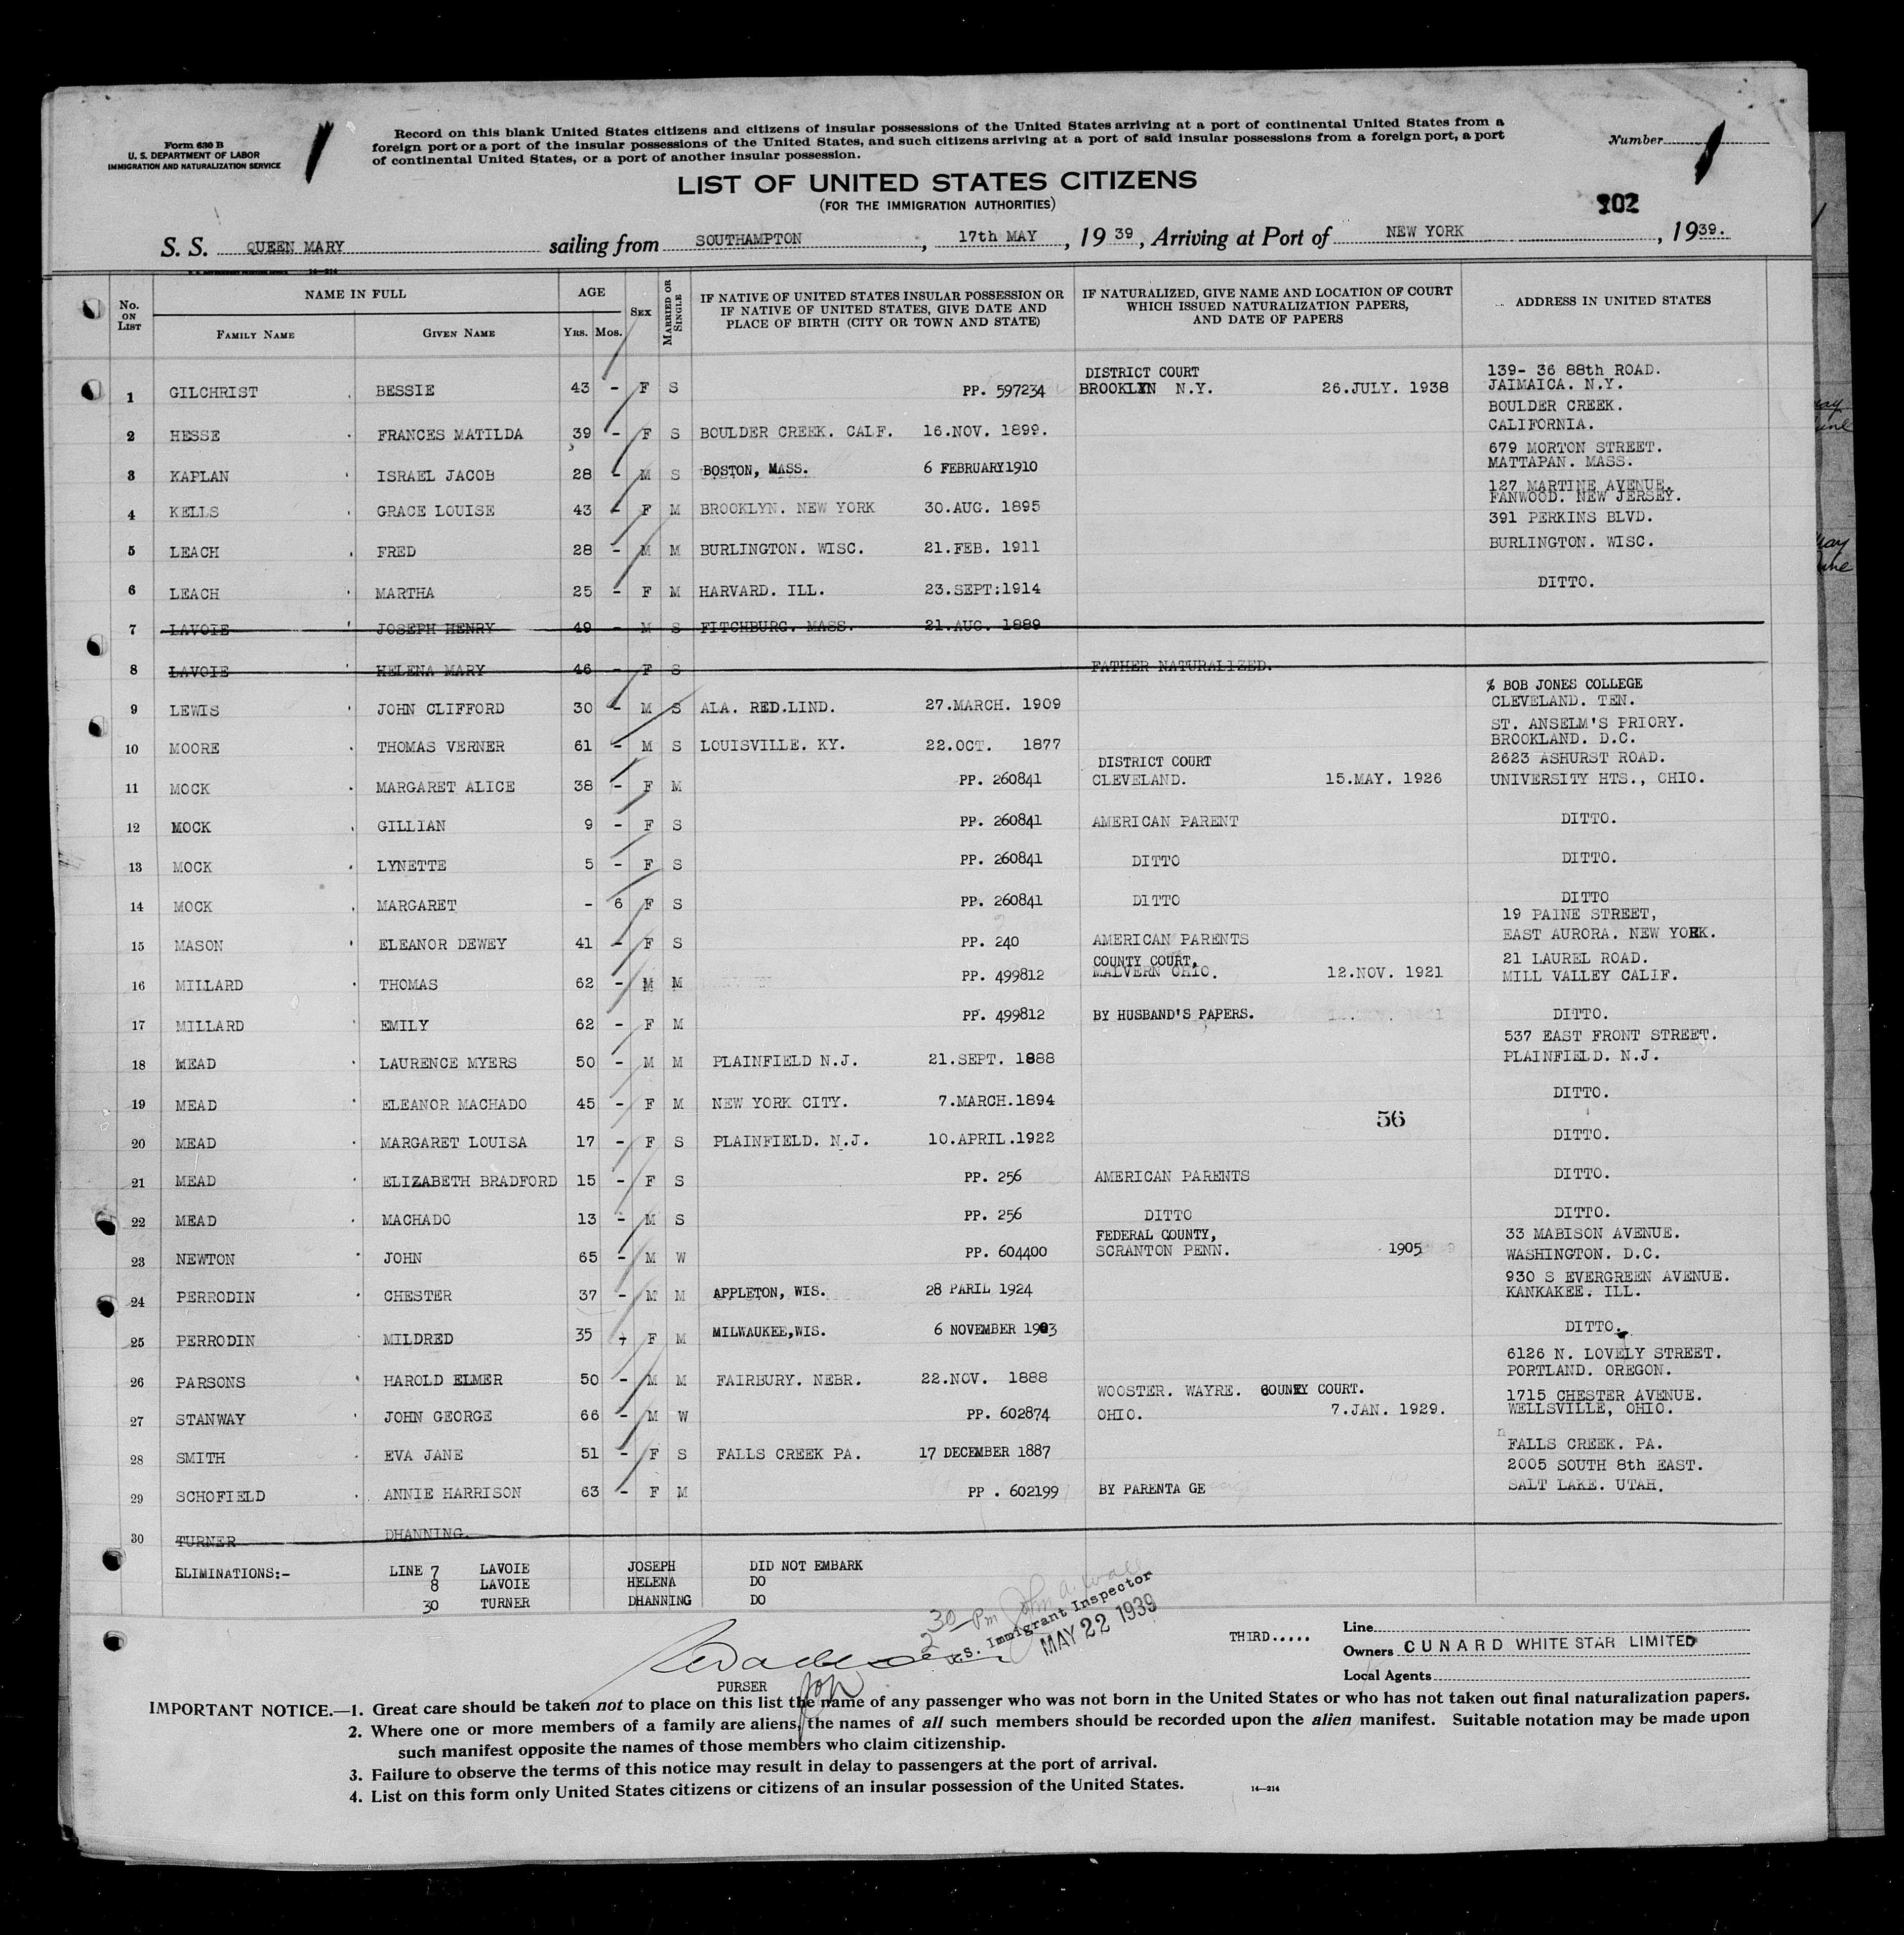 Form 630 B
U. S. DEPARTMENT OF LABOR
IMMIGRATION AND NATURALIZATION SERVICE
Record on this blank United States citizens and citizens of insular possessions of the United States arriving at a port of continental United States from a
foreign port or a port of the insular possessions of the United States, and such citizens arriving at a port of said insular possessions from a foreign port, a port
of continental United States, or a port of another insular possession.
Number
LIST OF UNITED STATES CITIZENS
(FOR THE IMMIGRATION AUTHORITIES)
202
S. S. QUEEN MARY sailing from SOUTHAMPTON, 17th MAY, 1939, Arriving at Port of NEW YORK, 1939.
No. ON LIST
NAME IN FULL
FAMILY NAME GIVEN NAME
AGE
YRS. MOS.
SEX
MARRIED OR SINGLE
IF NATIVE OF UNITED STATES INSULAR POSSESSION OR
IF NATIVE OF UNITED STATES, GIVE DATE AND
PLACE OF BIRTH (CITY OR TOWN AND STATE)
IF NATURALIZED, GIVE NAME AND LOCATION OF COURT
WHICH ISSUED NATURALIZATION PAPERS,
AND DATE OF PAPERS
ADDRESS IN UNITED STATES
DISTRICT COURT 139- 36 88th ROAD.
1 GILCHRIST BESSIE 43 - F S PP. 597234 BROOKLYN N.Y. 26.JULY. 1938 JAIMAICA. N.Y.
BOULDER CREEK.
2 HESSE FRANCES MATILDA 39 - F S BOULDER CREEK. CALF. 16.NOV. 1899. CALIFORNIA.
679 MORTON STREET.
3 KAPLAN ISRAEL JACOB 28 - M S BOSTON, MASS. 6 FEBRUARY1910 MATTAPAN. MASS.
127 MARTINE AVENUE.
4 KELLS GRACE LOUISE 43 - F M BROOKLYN. NEW YORK 30.AUG. 1895 FANWOOD. NEW JERSEY.
391 PERKINS BLVD.
5 LEACH FRED 28 - M M BURLINGTON. WISC. 21.FEB. 1911 BURLINGTON. WISC.
6 LEACH MARTHA 25 - F M HARVARD. ILL. 23.SEPT:1914 DITTO.
7 LAVOIE JOSEPH HENRY 49 - M S FITCHBURG. MASS. 21.AUG. 1889
8 LAVOIE HELENA MARY 46 - F S FATHER NATURALIZED.
% BOB JONES COLLEGE
9 LEWIS JOHN CLIFFORD 30 - M S ALA. RED.LIND. 27.MARCH. 1909 CLEVELAND. TEN.
ST. ANSELM'S PRIORY.
10 MOORE THOMAS VERNER 61 - M S LOUISVILLE. KY. 22.OCT. 1877 BROOKLAND. D.C.
DISTRICT COURT 2623 ASHURST ROAD.
11 MOCK MARGARET ALICE 38 - F M PP. 260841 CLEVELAND. 15.MAY. 1926 UNIVERSITY HTS., OHIO.
12 MOCK GILLIAN 9 - F S PP. 260841 AMERICAN PARENT DITTO.
13 MOCK LYNETTE 5 - F S PP. 260841 DITTO DITTO.
14 MOCK MARGARET - 6 F S PP. 260841 DITTO DITTO
19 PAINE STREET,
15 MASON ELEANOR DEWEY 41 - F S PP. 240 AMERICAN PARENTS EAST AURORA. NEW YORK.
COUNTY COURT, 21 LAUREL ROAD.
16 MILLARD THOMAS 62 - M M PP. 499812 MALVERN OHIO. 12.NOV. 1921 MILL VALLEY CALIF.
17 MILLARD EMILY 62 - F M PP. 499812 BY HUSBAND'S PAPERS. DITTO.
537 EAST FRONT STREET.
18 MEAD LAURENCE MYERS 50 - M M PLAINFIELD N.J. 21.SEPT. 1888 PLAINFIELD. N.J.
19 MEAD ELEANOR MACHADO 45 - F M NEW YORK CITY. 7.MARCH.1894 DITTO.
56
20 MEAD MARGARET LOUISA 17 - F S PLAINFIELD. N.J. 10.APRIL.1922 DITTO.
21 MEAD ELIZABETH BRADFORD 15 - F S PP. 256 AMERICAN PARENTS DITTO.
22 MEAD MACHADO 13 - M S PP. 256 DITTO DITTO.
FEDERAL COUNTY, 33 MABISON AVENUE.
23 NEWTON JOHN 65 - M W PP. 604400 SCRANTON PENN. 1905 WASHINGTON. D.C.
930 S EVERGREEN AVENUE.
24 PERRODIN CHESTER 37 - M M APPLETON, WIS. 28 PARIL 1924 KANKAKEE. ILL.
25 PERRODIN MILDRED 35 7 F M MILWAUKEE,WIS. 6 NOVEMBER 1903 DITTO.
6126 N. LOVELY STREET.
26 PARSONS HAROLD ELMER 50 - M M FAIRBURY. NEBR. 22.NOV. 1888 PORTLAND. OREGON.
WOOSTER. WAYRE. COUNTY COURT. 1715 CHESTER AVENUE.
27 STANWAY JOHN GEORGE 66 - M W PP. 602874 OHIO. 7.JAN. 1929. WELLSVILLE, OHIO.
28 SMITH EVA JANE 51 - F S FALLS CREEK PA. 17 DECEMBER 1887 FALLS CREEK. PA.
2005 SOUTH 8th EAST.
29 SCHOFIELD ANNIE HARRISON 63 - F M PP . 602199 BY PARENTA GE SALT LAKE. UTAH.
30 TURNER DHANNING.
ELIMINATIONS:- LINE 7 LAVOIE JOSEPH DID NOT EMBARK
8 LAVOIE HELENA DO
30 TURNER DHANNING DO
2 30 Pm John A. Wall
U.S. Immigrant Inspector
MAY 22 1939
PURSER
THIRD.....
Line
Owners CUNARD WHITE STAR LIMITED
Local Agents
IMPORTANT NOTICE.—1. Great care should be taken not to place on this list the name of any passenger who was not born in the United States or who has not taken out final naturalization papers.
2. Where one or more members of a family are aliens, the names of all such members should be recorded upon the alien manifest. Suitable notation may be made upon
such manifest opposite the names of those members who claim citizenship.
3. Failure to observe the terms of this notice may result in delay to passengers at the port of arrival.
4. List on this form only United States citizens or citizens of an insular possession of the United States.
14—214